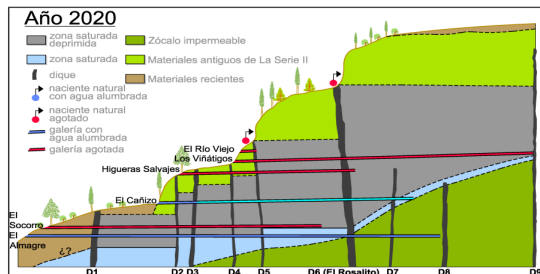 Año 2020
zona saturada
deprimida
zona saturada
dique
naciente natural
con agua alumbrada
naciente natural
agotado
galería con
agua alumbrada
galería agotada
Zócalo impermeable
Materiales antiguos de La Serie II
Materiales recientes
El Río Viejo
Los Viñátigos
Higueras Salvajes
El Cañizo
El
Socorro
El
Almagre
¿?
D1
D2
D3
D4
D5
D6 (El Rosalito)
D7
D8
D9